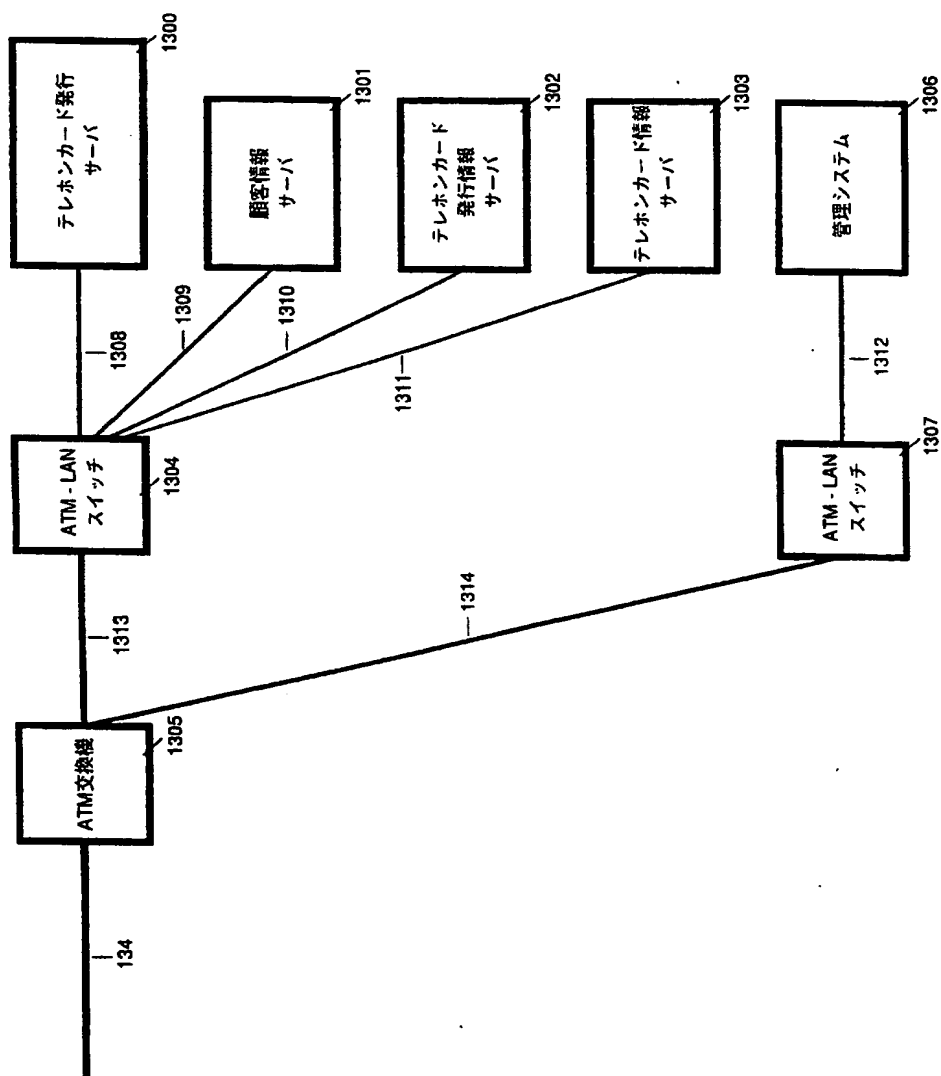 テレホンカード発行
サーバ
1300
顧客情報
サーバ
1301
テレホンカード
発行情報
サーバ
1302
テレホンカード情報
サーバ
1303
管理システム
1306
1308
1309
1310
1311
1312
ATM - LAN
スイッチ
1304
ATM - LAN
スイッチ
1307
1313
1314
ATM交換機
1305
134